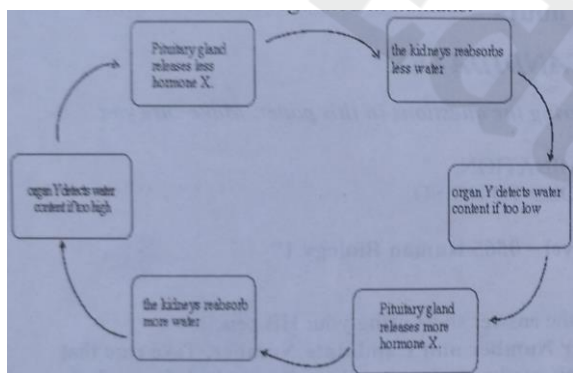 Pituitary gland
releases less
hormone X.
the kidneys reabsorbs
less water
organ Y detects water
content if too low
Pituitary gland
releases more
hormone X.
the kidneys reabsorb
more water
organ Y detects water
content if too high